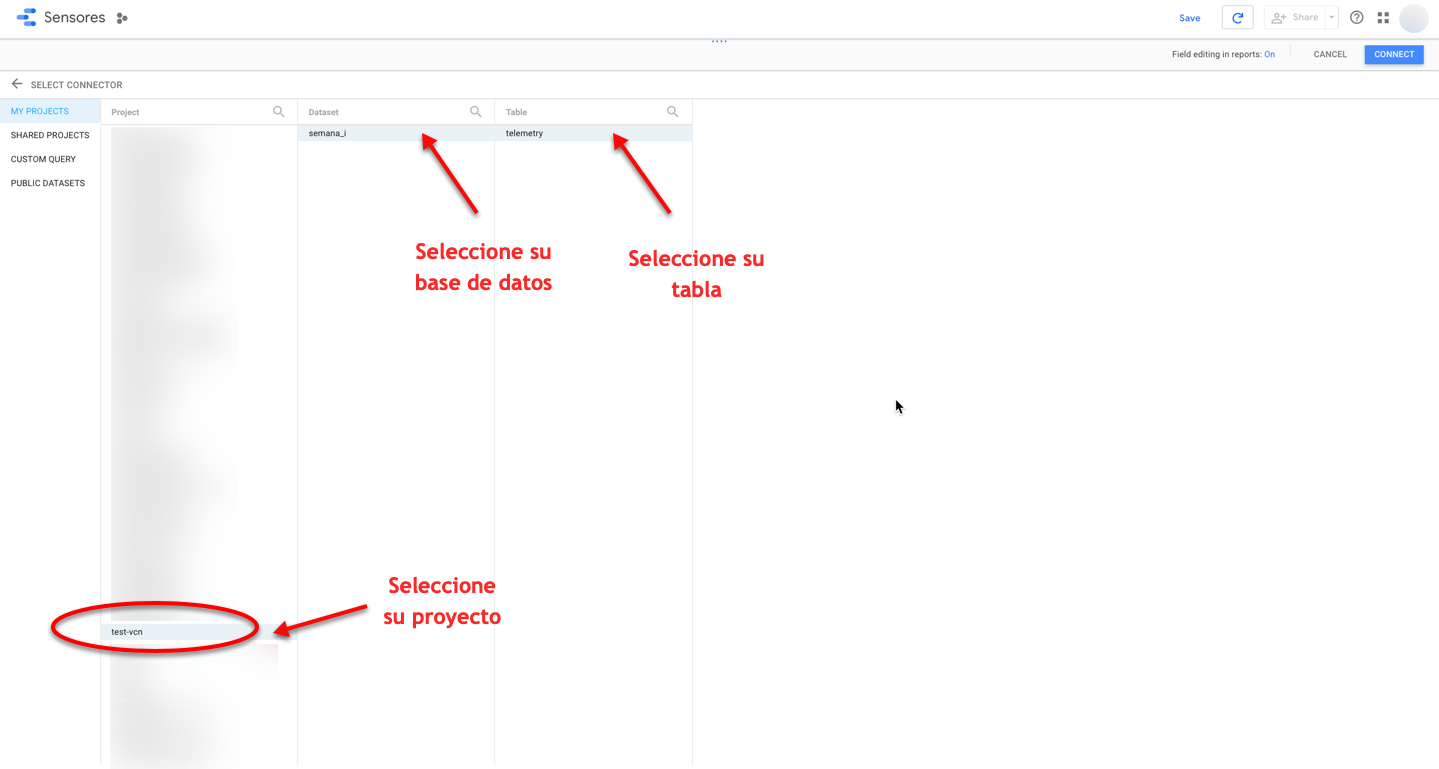 Sensores
Save
Share
Field editing in reports: On
CANCEL
CONNECT
SELECT CONNECTOR
MY PROJECTS
SHARED PROJECTS
CUSTOM QUERY
PUBLIC DATASETS
Project
Dataset
Table
semana_i
telemetry
Seleccione su
base de datos
Seleccione su
tabla
Seleccione
su proyecto
test-vcn